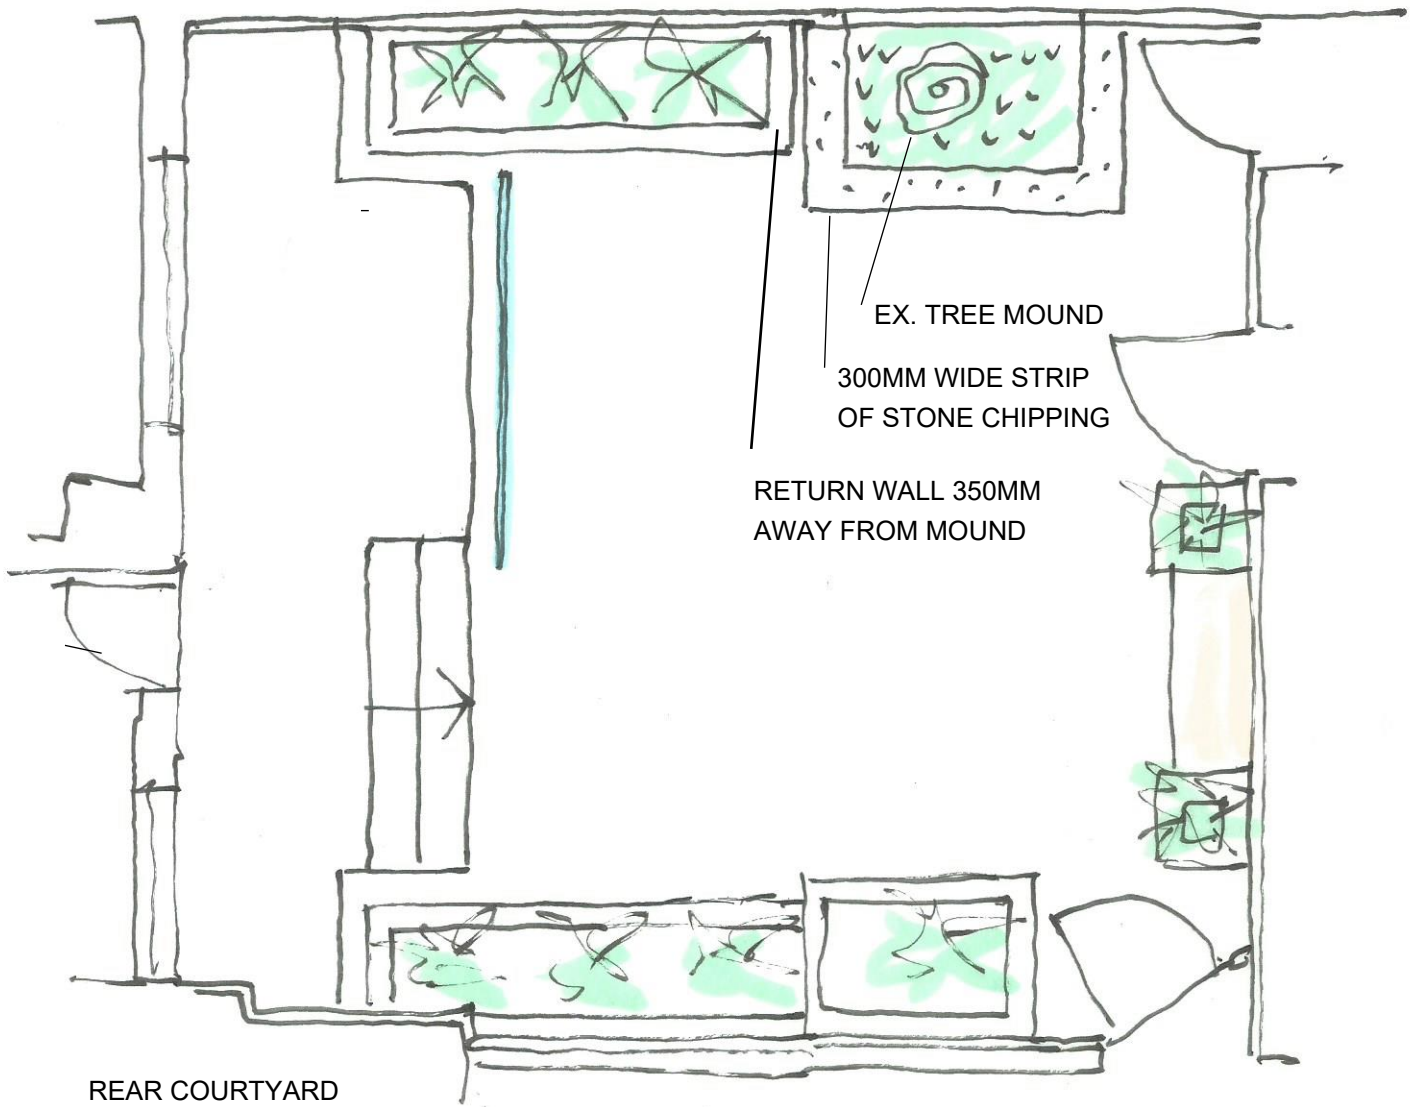 EX. TREE MOUND
300MM WIDE STRIP
OF STONE CHIPPING
RETURN WALL 350MM
AWAY FROM MOUND
REAR COURTYARD